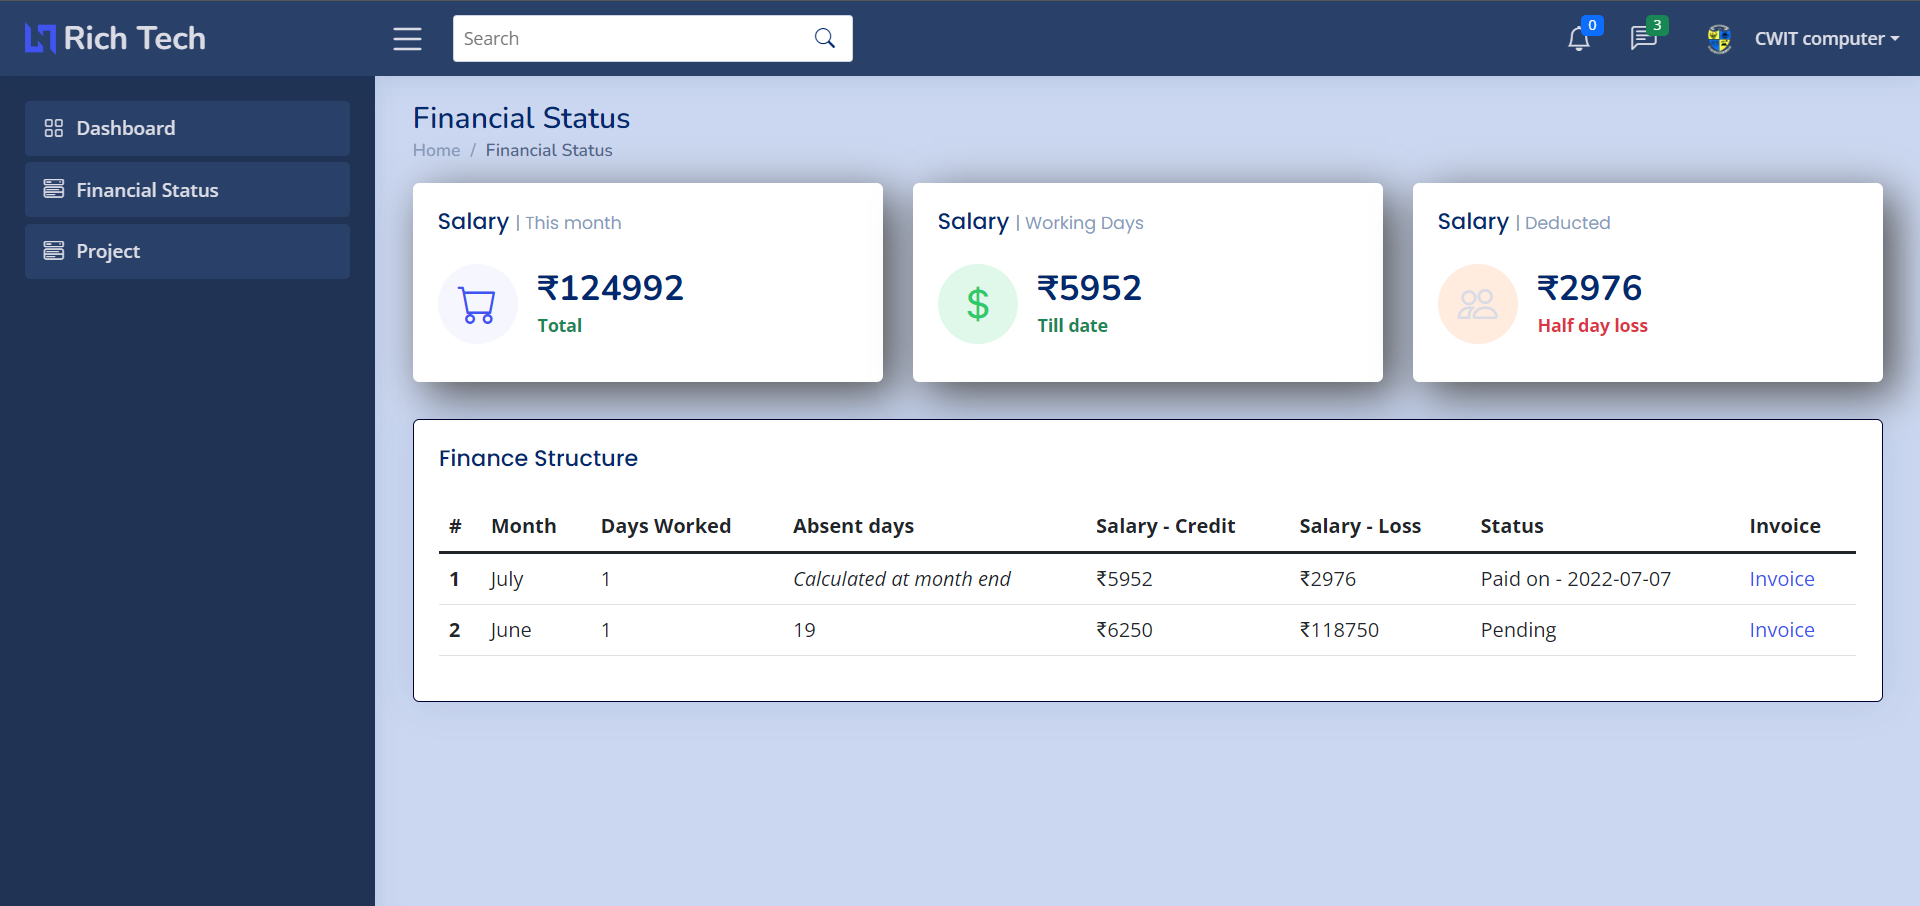 Rich Tech
Search
0
3
CWIT computer
Dashboard
Financial Status
Project
Financial Status
Home / Financial Status
Salary | This month
₹124992
Total
Salary | Working Days
$
₹5952
Till date
Salary | Deducted
₹2976
Half day loss
Finance Structure
# Month Days Worked Absent days Salary - Credit Salary - Loss Status Invoice
1 July 1 Calculated at month end ₹5952 ₹2976 Paid on - 2022-07-07 Invoice
2 June 1 19 ₹6250 ₹118750 Pending Invoice